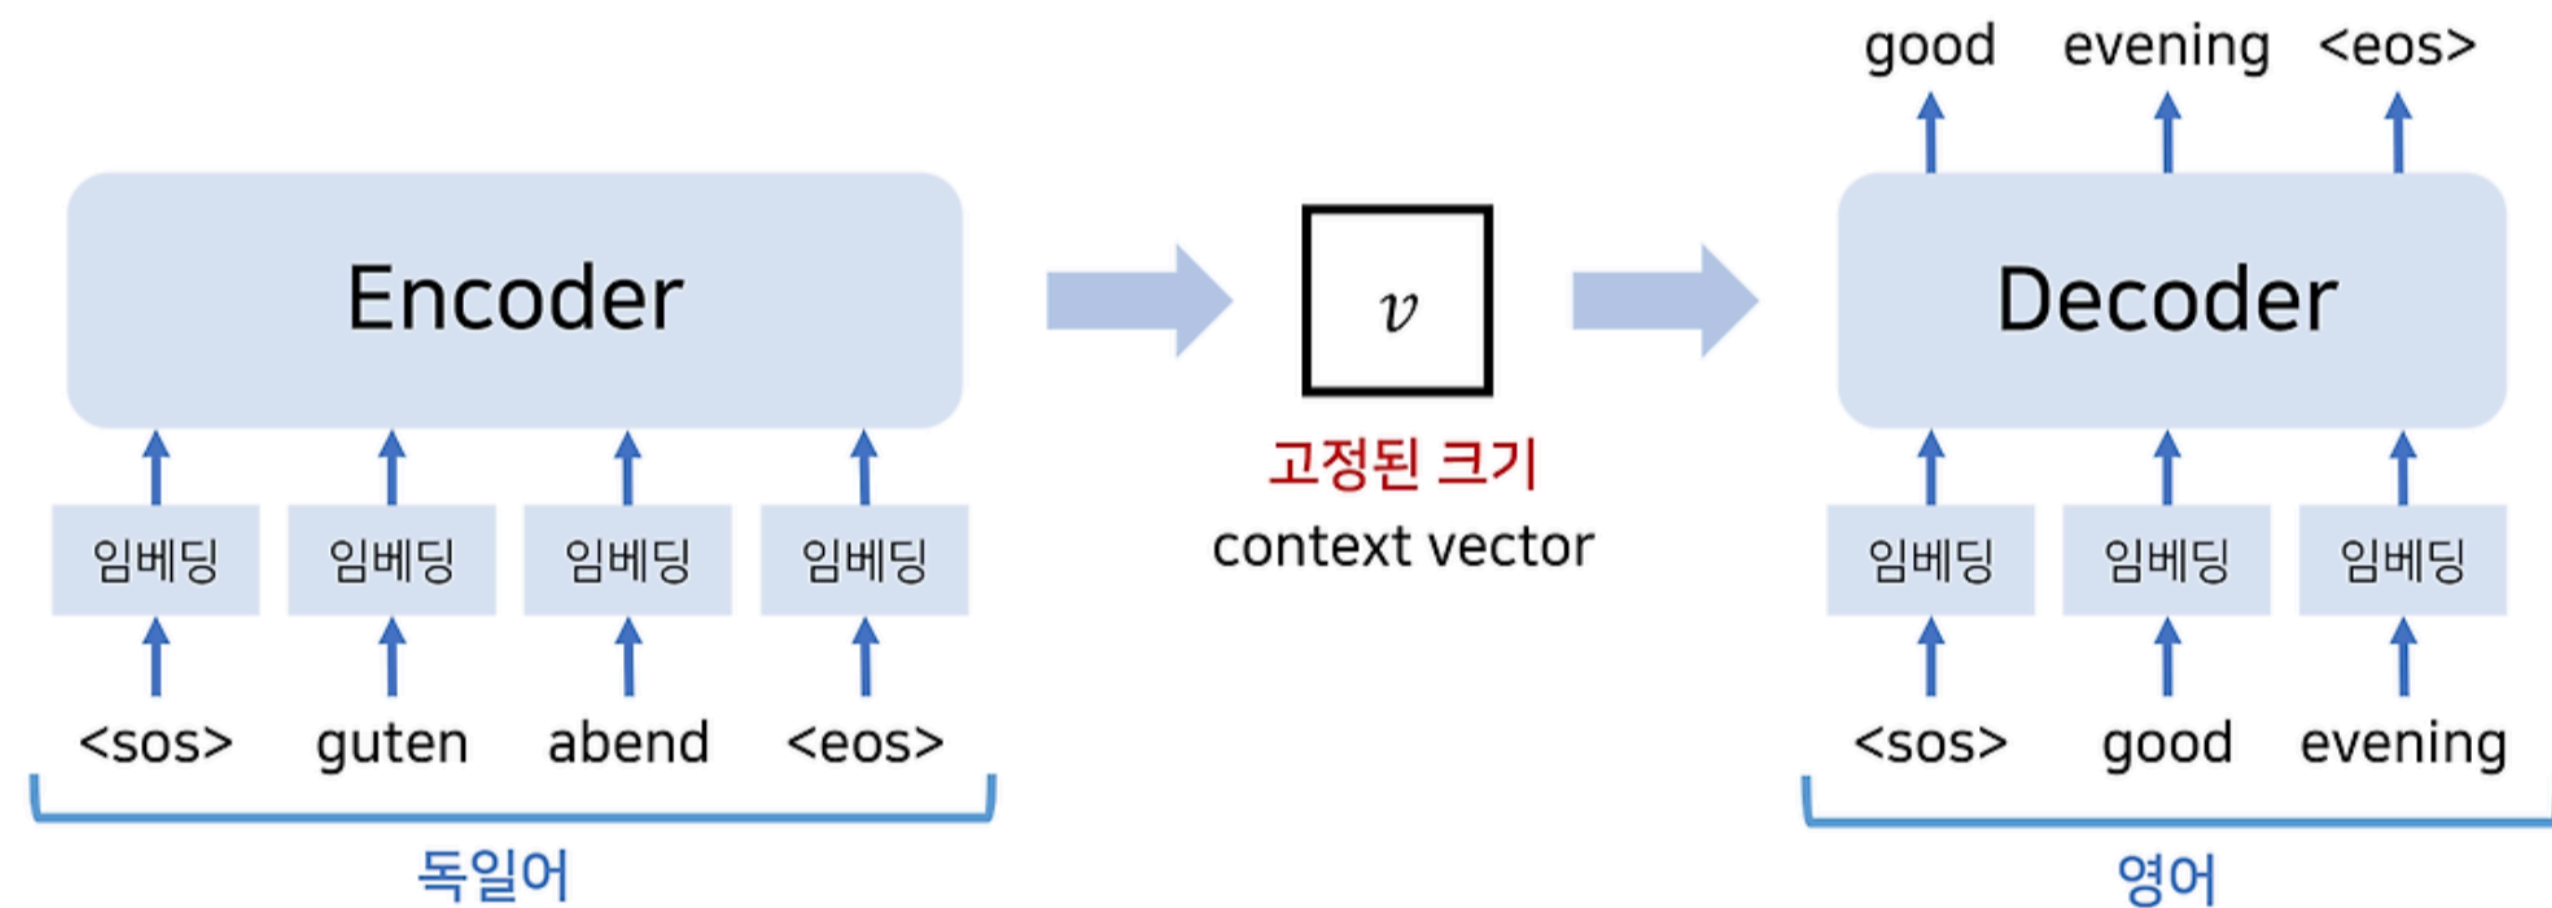 good evening <eos>
Encoder
v
Decoder
고정된 크기
context vector
임베딩 임베딩 임베딩 임베딩
임베딩 임베딩 임베딩
<sos> guten abend <eos>
<sos> good evening
독일어
영어